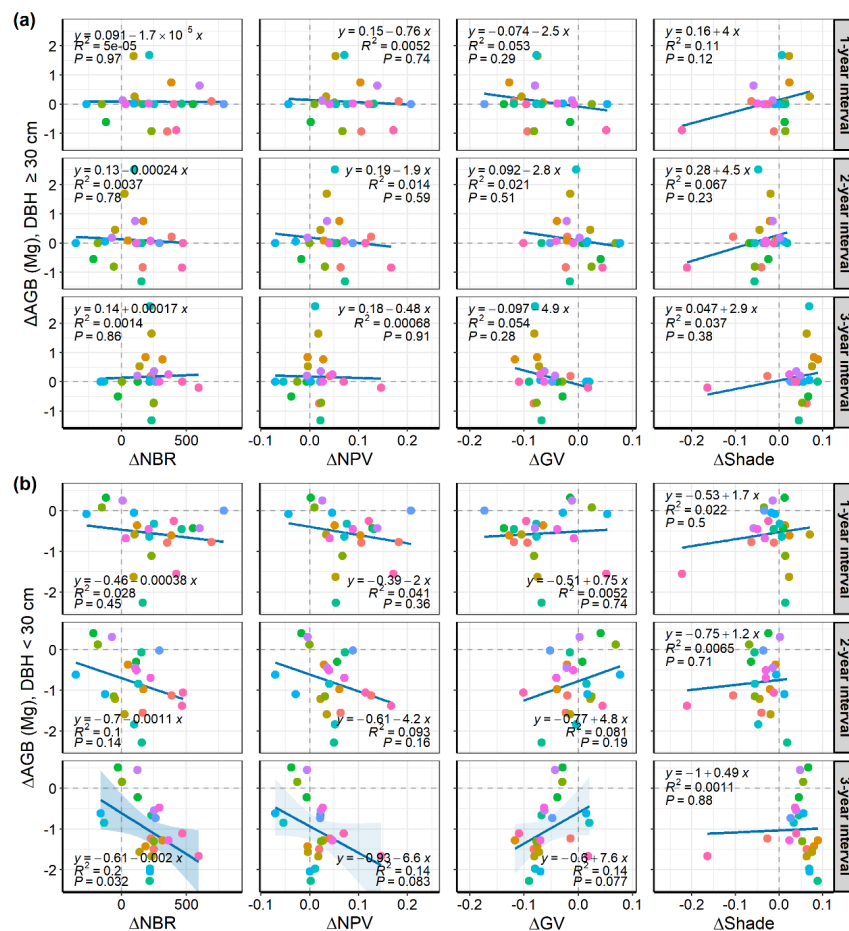 (a)
y = 0.091 − 1.7 × 10^5 x
R² = 5e−05
P = 0.97
y = 0.15 − 0.76 x
R² = 0.0052
P = 0.74
y = −0.074 − 2.5 x
R² = 0.053
P = 0.29
y = 0.16 + 4 x
R² = 0.11
P = 0.12
1-year interval
y = 0.13 − 0.00024 x
R² = 0.0037
P = 0.78
y = 0.19 − 1.9 x
R² = 0.014
P = 0.59
y = 0.092 − 2.8 x
R² = 0.021
P = 0.51
y = 0.28 + 4.5 x
R² = 0.067
P = 0.23
2-year interval
y = 0.14 + 0.00017 x
R² = 0.0014
P = 0.86
y = 0.18 − 0.48 x
R² = 0.00068
P = 0.91
y = −0.097 − 4.9 x
R² = 0.054
P = 0.28
y = 0.047 + 2.9 x
R² = 0.037
P = 0.38
3-year interval
ΔAGB (Mg), DBH ≥ 30 cm
2
1
0
-1
2
1
0
-1
2
1
0
-1
0 500
-0.1 0.0 0.1 0.2
-0.2 -0.1 0.0 0.1
-0.2 -0.1 0.0 0.1
ΔNBR ΔNPV ΔGV ΔShade
(b)
y = −0.46 − 0.00038 x
R² = 0.028
P = 0.45
y = −0.39 − 2 x
R² = 0.041
P = 0.36
y = −0.51 + 0.75 x
R² = 0.0052
P = 0.74
y = −0.53 + 1.7 x
R² = 0.022
P = 0.5
1-year interval
y = −0.7 − 0.0011 x
R² = 0.1
P = 0.14
y = −0.61 − 4.2 x
R² = 0.093
P = 0.16
y = −0.77 + 4.8 x
R² = 0.081
P = 0.19
y = −0.75 + 1.2 x
R² = 0.0065
P = 0.71
2-year interval
y = −0.61 − 0.002 x
R² = 0.2
P = 0.032
y = −0.93 − 6.6 x
R² = 0.14
P = 0.083
y = −0.6 + 7.6 x
R² = 0.14
P = 0.077
y = −1 + 0.49 x
R² = 0.0011
P = 0.88
3-year interval
ΔAGB (Mg), DBH < 30 cm
0
-1
-2
0
-1
-2
0
-1
-2
0 500
-0.1 0.0 0.1 0.2
-0.2 -0.1 0.0 0.1
-0.2 -0.1 0.0 0.1
ΔNBR ΔNPV ΔGV ΔShade